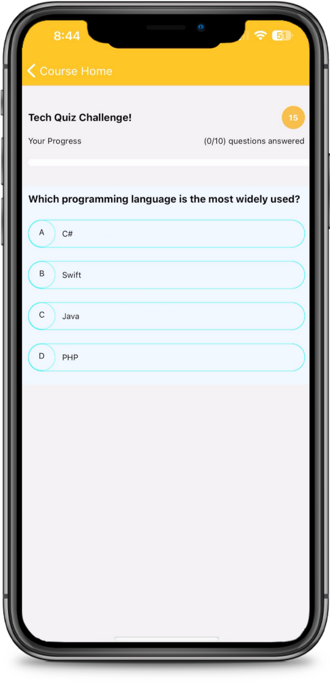 8:44
51
Course Home
Tech Quiz Challenge!
15
Your Progress
(0/10) questions answered
Which programming language is the most widely used?
A C#
B Swift
C Java
D PHP